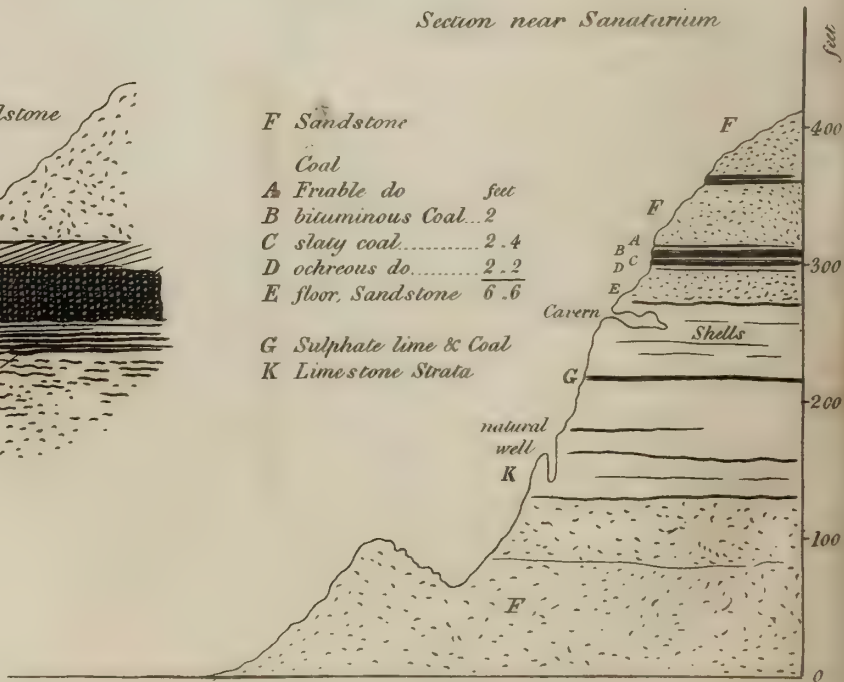 Section near Sanatarium
feet
lstone
F Sandstone
Coal
A Friable do feet
B bituminous Coal...2
C slaty coal..........2.4
D ochreous do.......2.2
E floor, Sandstone 6.6
G Sulphate lime & Coal
K Limestone Strata
F
400
F
A
B
C
D
300
E
Cavern
Shells
G
200
natural
well
K
100
F
0